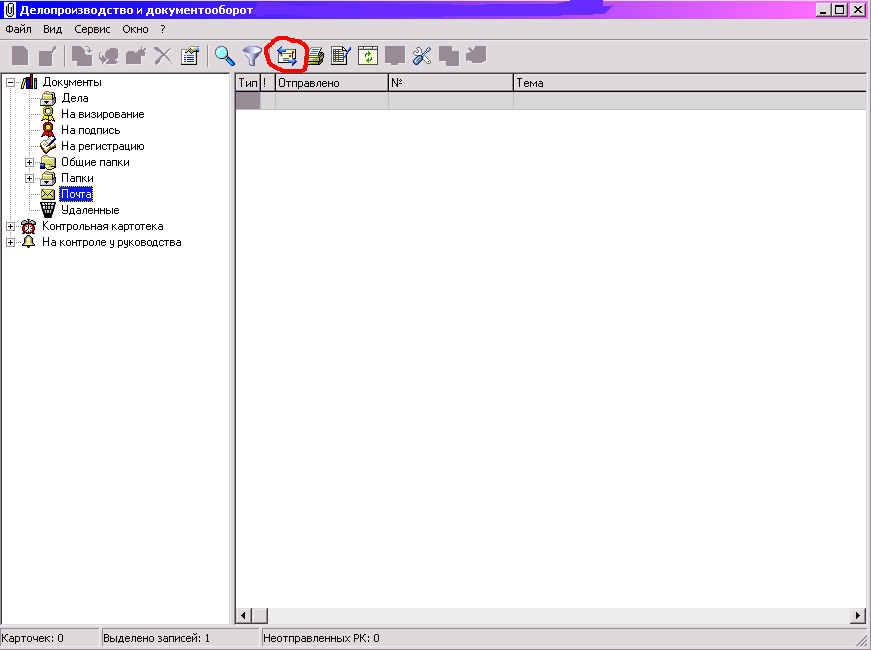 Делопроизводство и документооборот
Файл Вид Сервис Окно ?
Документы
Дела
На визирование
На подпись
На регистрацию
Общие папки
Папки
Почта
Удаленные
Контрольная картотека
На контроле у руководства
Тип ! Отправлено № Тема
Карточек: 0 Выделено записей: 1 Неотправленных РК: 0